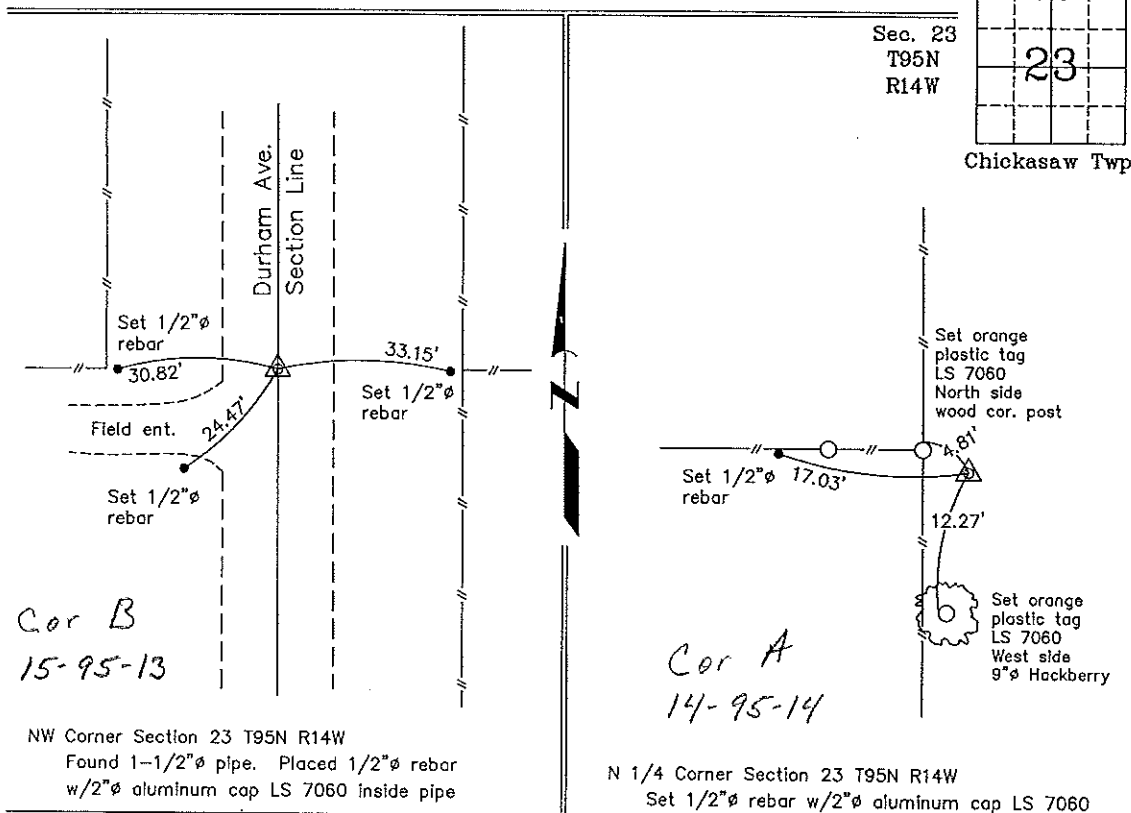 Sec. 23
T95N
R14W
23
Chickasaw Twp
Durham Ave.
Section Line
Set 1/2"ø
rebar
30.82'
33.15'
Set 1/2"ø
rebar
Field ent.
24.47'
Set 1/2"ø
rebar
Cor B
15-95-13
NW Corner Section 23 T95N R14W
Found 1-1/2"ø pipe. Placed 1/2"ø rebar
w/2"ø aluminum cap LS 7060 inside pipe
N
Set orange
plastic tag
LS 7060
North side
wood cor. post
4.81'
Set 1/2"ø
rebar
17.03'
12.27'
Set orange
plastic tag
LS 7060
West side
9"ø Hackberry
Cor A
14-95-14
N 1/4 Corner Section 23 T95N R14W
Set 1/2"ø rebar w/2"ø aluminum cap LS 7060